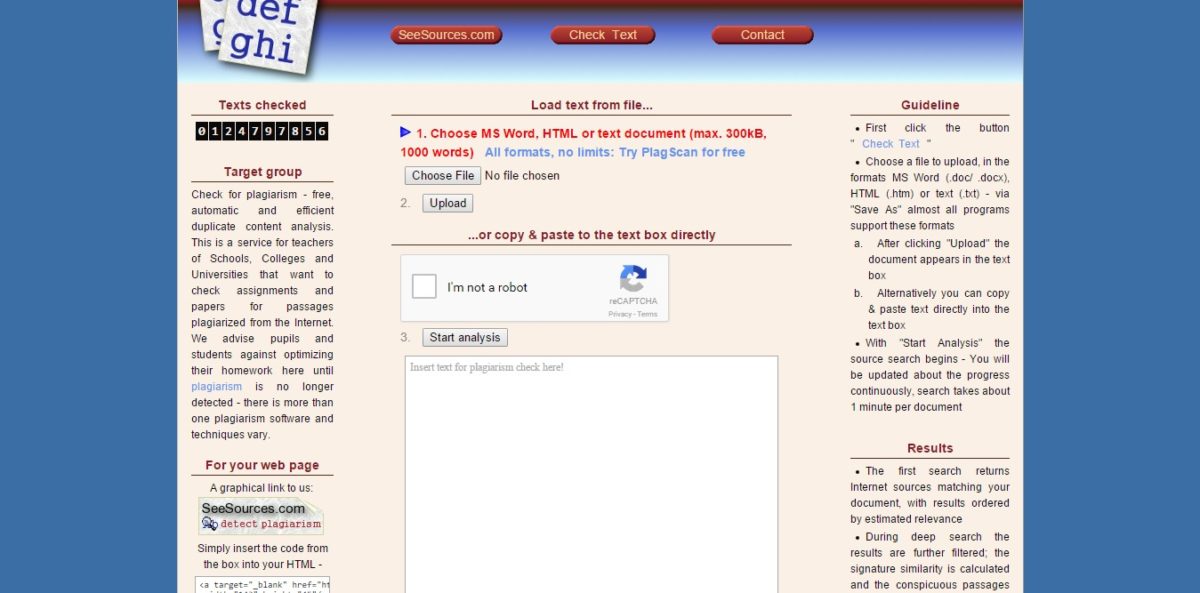 def
ghi
SeeSources.com
Check Text
Contact
Texts checked
0124797856
Target group
Check for plagiarism - free,
automatic and efficient
duplicate content analysis.
This is a service for teachers
of Schools, Colleges and
Universities that want to
check assignments and
papers for passages
plagiarized from the Internet.
We advise pupils and
students against optimizing
their homework here until
plagiarism is no longer
detected - there is more than
one plagiarism software and
techniques vary.
For your web page
A graphical link to us:
SeeSources.com
detect plagiarism
Simply insert the code from
the box into your HTML -
<a target="_blank" href="ht
Load text from file...
1. Choose MS Word, HTML or text document (max. 300kB,
1000 words) All formats, no limits: Try PlagScan for free
Choose File No file chosen
2. Upload
...or copy & paste to the text box directly
I'm not a robot
reCAPTCHA
Privacy - Terms
3. Start analysis
Insert text for plagiarism check here!
Guideline
• First click the button
" Check Text "
• Choose a file to upload, in the
formats MS Word (.doc/ .docx),
HTML (.htm) or text (.txt) - via
"Save As" almost all programs
support these formats
a. After clicking "Upload" the
document appears in the text
box
b. Alternatively you can copy
& paste text directly into the
text box
• With "Start Analysis" the
source search begins - You will
be updated about the progress
continuously, search takes about
1 minute per document
Results
• The first search returns
Internet sources matching your
document, with results ordered
by estimated relevance
• During deep search the
results are further filtered; the
signature similarity is calculated
and the conspicuous passages